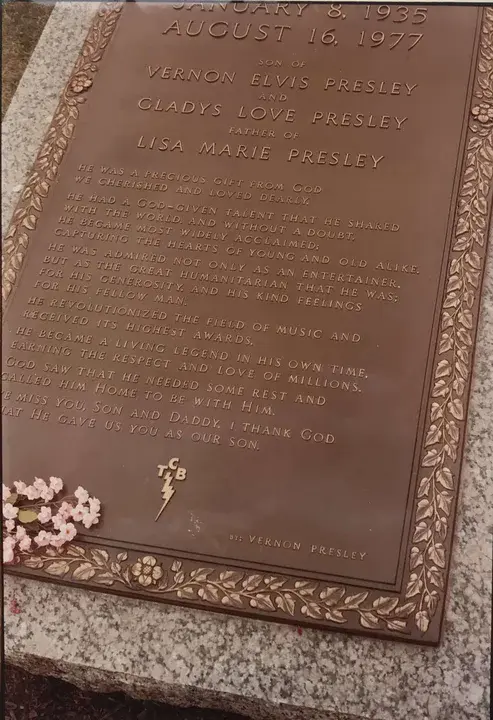 JANUARY 8, 1935
AUGUST 16, 1977
SON OF
VERNON ELVIS PRESLEY
AND
GLADYS LOVE PRESLEY
FATHER OF
LISA MARIE PRESLEY
HE WAS A PRECIOUS GIFT FROM GOD
WE CHERISHED AND LOVED DEARLY.
HE HAD A GOD-GIVEN TALENT THAT HE SHARED
WITH THE WORLD. AND WITHOUT A DOUBT,
HE BECAME MOST WIDELY ACCLAIMED;
CAPTURING THE HEARTS OF YOUNG AND OLD ALIKE.
HE WAS ADMIRED NOT ONLY AS AN ENTERTAINER,
BUT AS THE GREAT HUMANITARIAN THAT HE WAS;
FOR HIS GENEROSITY, AND HIS KIND FEELINGS
FOR HIS FELLOW MAN.
HE REVOLUTIONIZED THE FIELD OF MUSIC AND
RECEIVED ITS HIGHEST AWARDS.
HE BECAME A LIVING LEGEND IN HIS OWN TIME,
EARNING THE RESPECT AND LOVE OF MILLIONS.
GOD SAW THAT HE NEEDED SOME REST AND
CALLED HIM HOME TO BE WITH HIM.
E MISS YOU, SON AND DADDY. I THANK GOD
AT HE GAVE US YOU AS OUR SON.
TCB
BY: VERNON PRESLEY